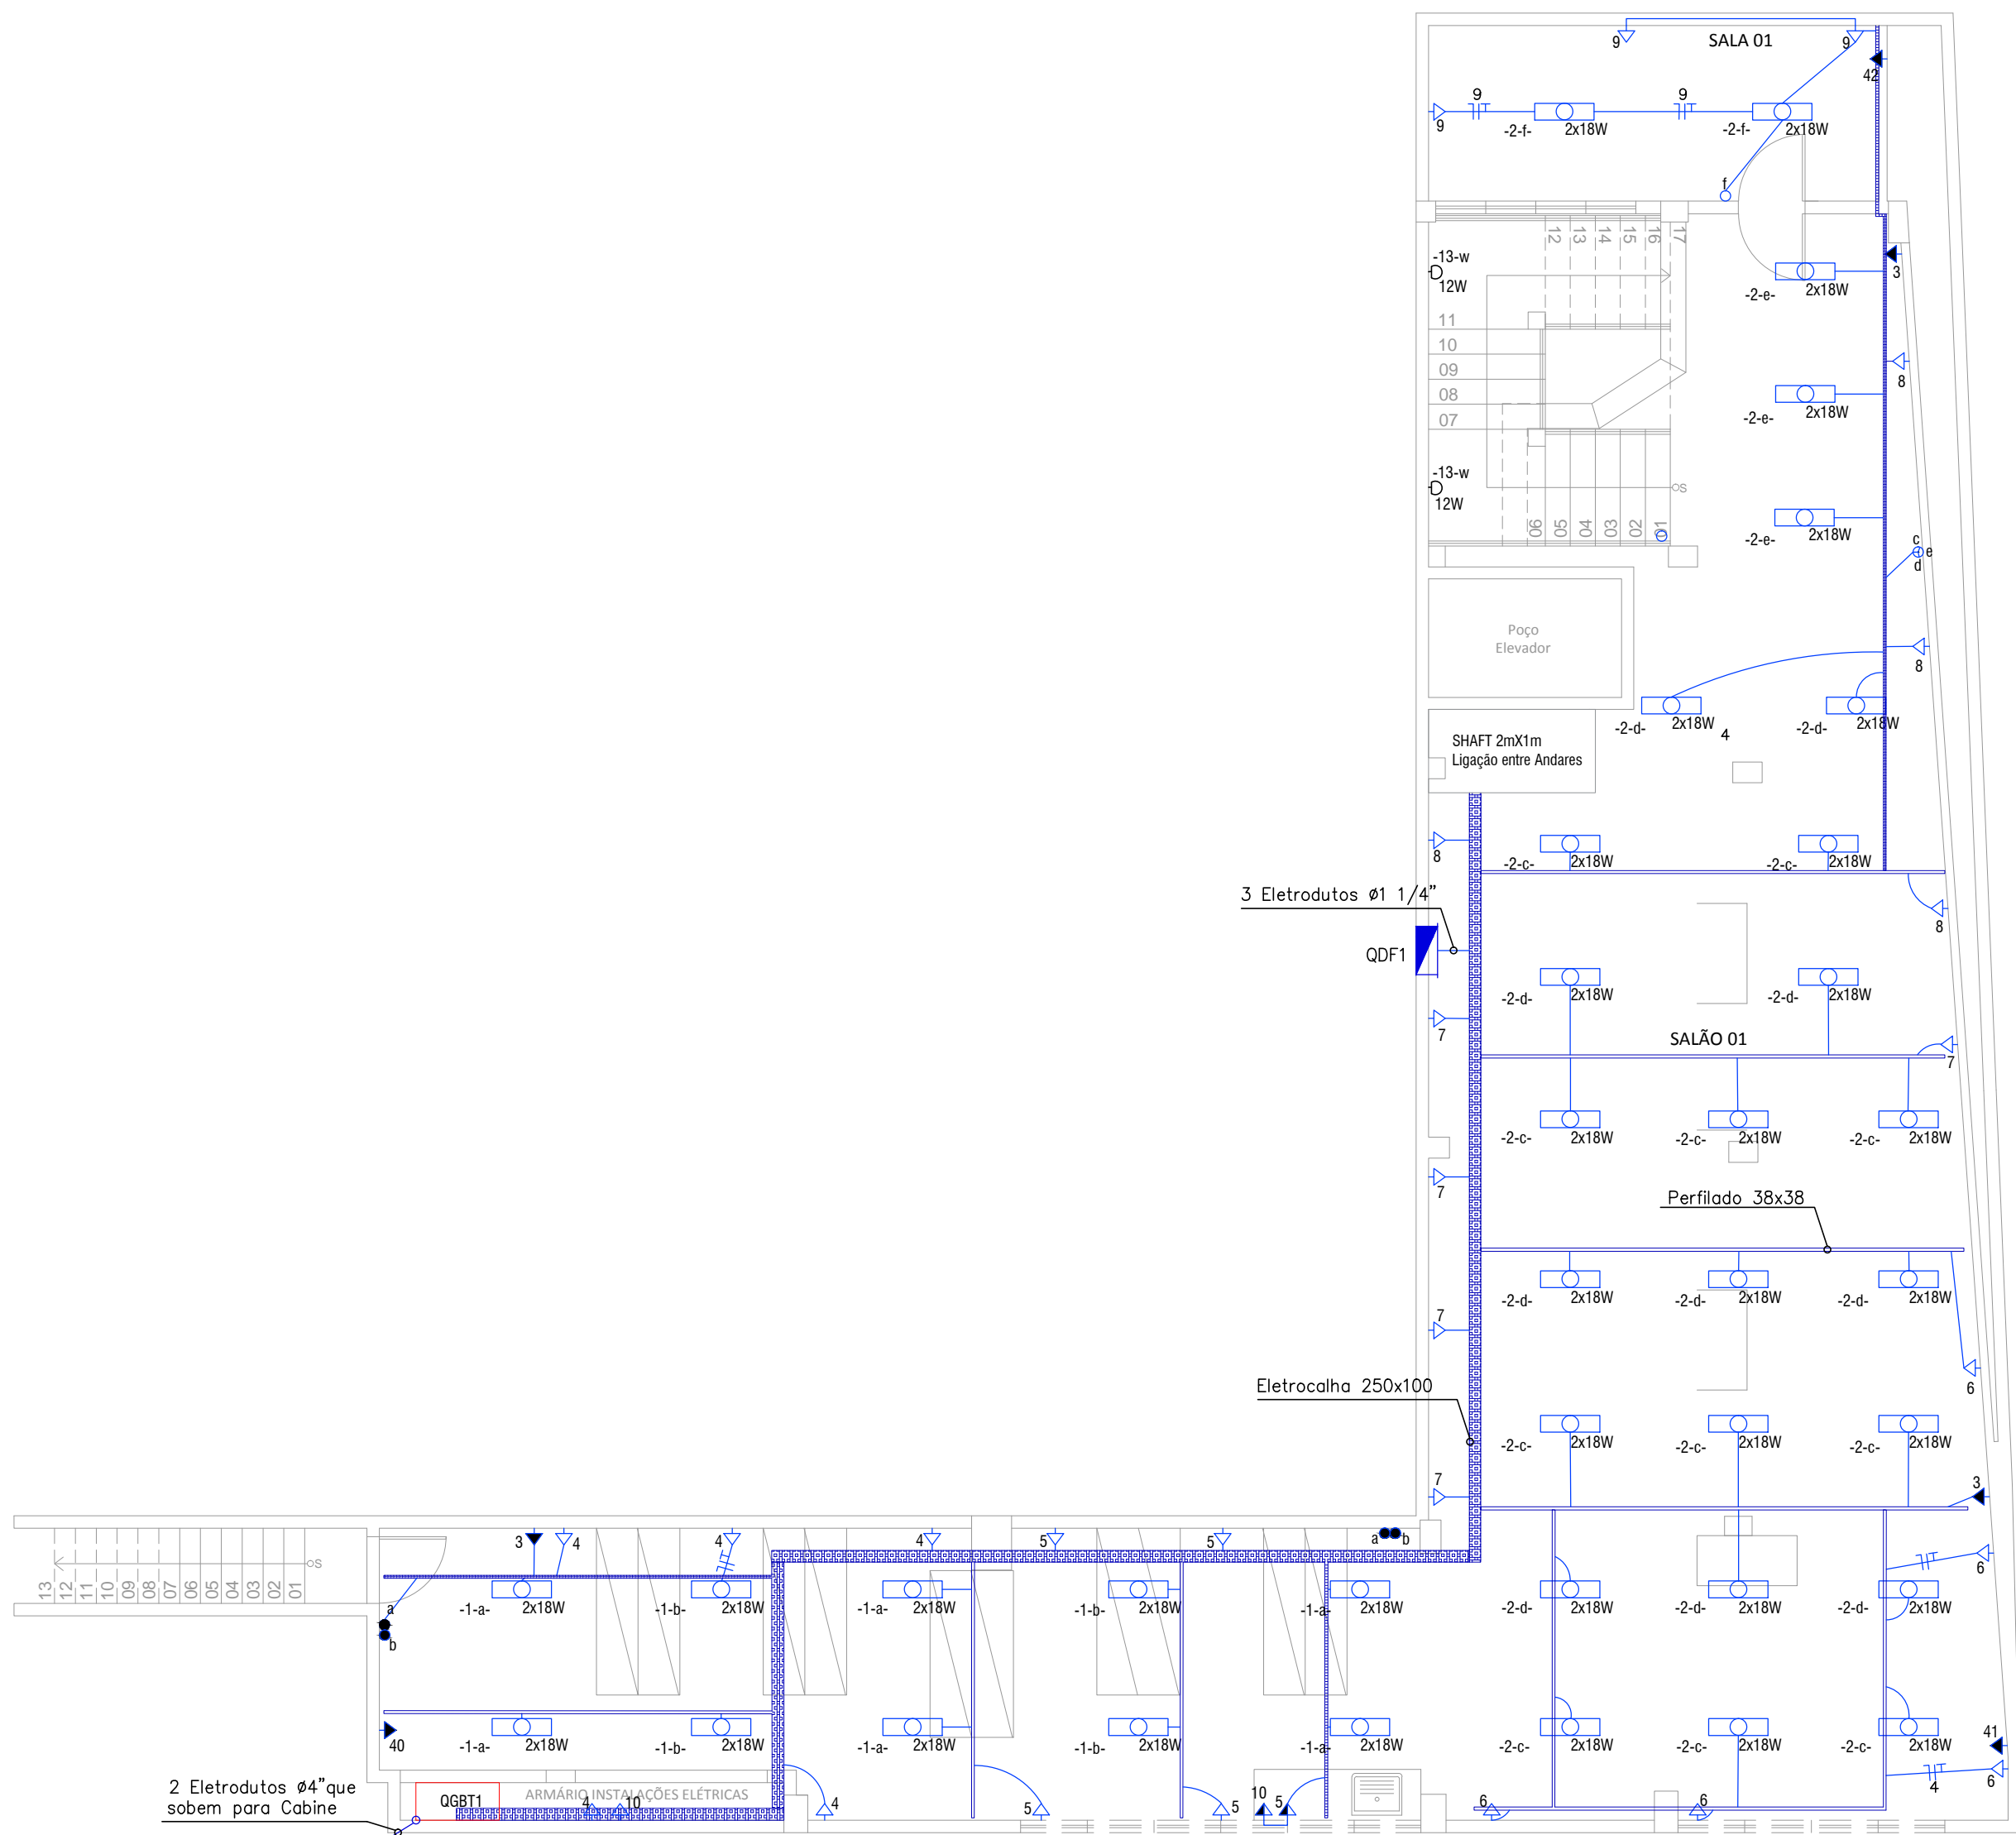 SALA 01
9
9
42
9
9
9
-2-f-
2x18W
-2-f-
2x18W
f
12
13
14
15
16
17
-13-w
12W
3
-2-e-
2x18W
11
10
09
08
07
8
-2-e-
2x18W
-13-w
12W
S
06
05
04
03
02
01
-2-e-
2x18W
c
e
d
Poço
Elevador
8
-2-d-
2x18W
4
-2-d-
2x18W
SHAFT 2mX1m
Ligação entre Andares
8
-2-c-
2x18W
-2-c-
2x18W
3 Eletrodutos ø1 1/4"
8
QDF1
-2-d-
2x18W
-2-d-
2x18W
7
SALÃO 01
7
-2-c-
2x18W
-2-c-
2x18W
-2-c-
2x18W
7
Perfilado 38x38
-2-d-
2x18W
-2-d-
2x18W
-2-d-
2x18W
7
Eletrocalha 250x100
6
-2-c-
2x18W
-2-c-
2x18W
-2-c-
2x18W
7
3
3
4
4
4
5
5
a
b
6
S
13
12
11
10
09
08
07
06
05
04
03
02
01
a
b
-1-a-
2x18W
-1-b-
2x18W
-1-a-
2x18W
-1-b-
2x18W
-1-a-
2x18W
-2-d-
2x18W
-2-d-
2x18W
-2-d-
2x18W
40
-1-a-
2x18W
-1-b-
2x18W
-1-a-
2x18W
-1-b-
2x18W
-1-a-
2x18W
-2-c-
2x18W
-2-c-
2x18W
-2-c-
2x18W
41
6
4
2 Eletrodutos ø4"que
sobem para Cabine
QGBT1
ARMÁRIO INSTALAÇÕES ELÉTRICAS
4
10
4
5
5
10
5
6
6